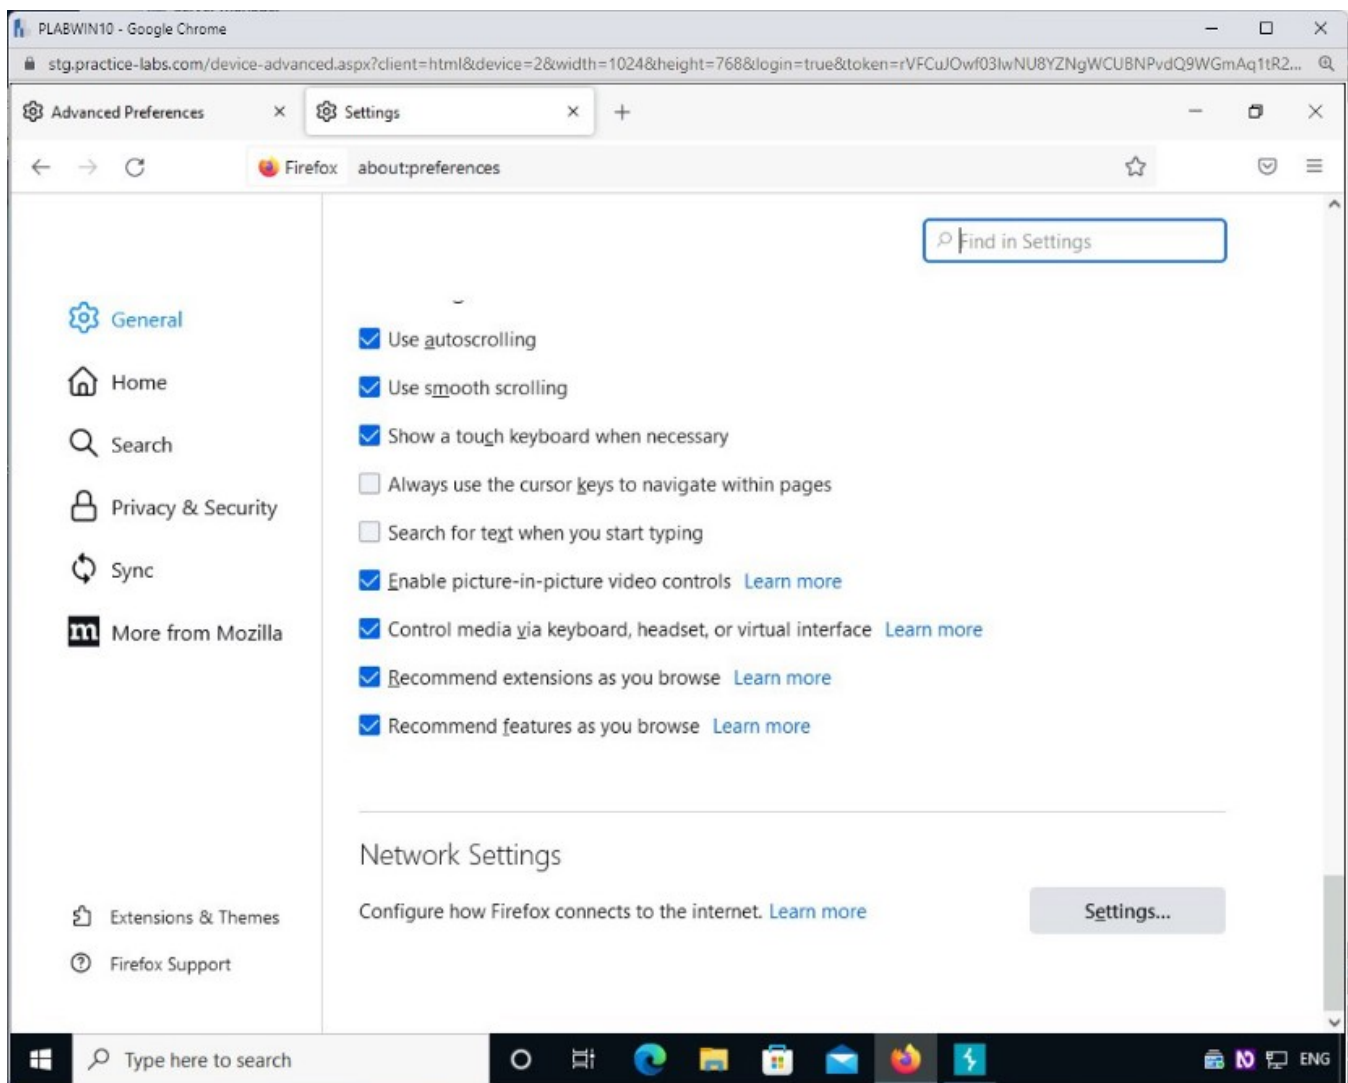 PLABWIN10 - Google Chrome
stg.practice-labs.com/device-advanced.aspx?client=html&device=2&width=1024&height=768&login=true&token=rVFCuJOwf03IwNU8YZNgWCUBNPvdQ9WGmAq1tR2...
Advanced Preferences
Settings
Firefox about:preferences
Find in Settings
General
Home
Search
Privacy & Security
Sync
m More from Mozilla
Extensions & Themes
Firefox Support
Use autoscrolling
Use smooth scrolling
Show a touch keyboard when necessary
Always use the cursor keys to navigate within pages
Search for text when you start typing
Enable picture-in-picture video controls Learn more
Control media via keyboard, headset, or virtual interface Learn more
Recommend extensions as you browse Learn more
Recommend features as you browse Learn more
Network Settings
Configure how Firefox connects to the internet. Learn more
Settings...
Type here to search
ENG